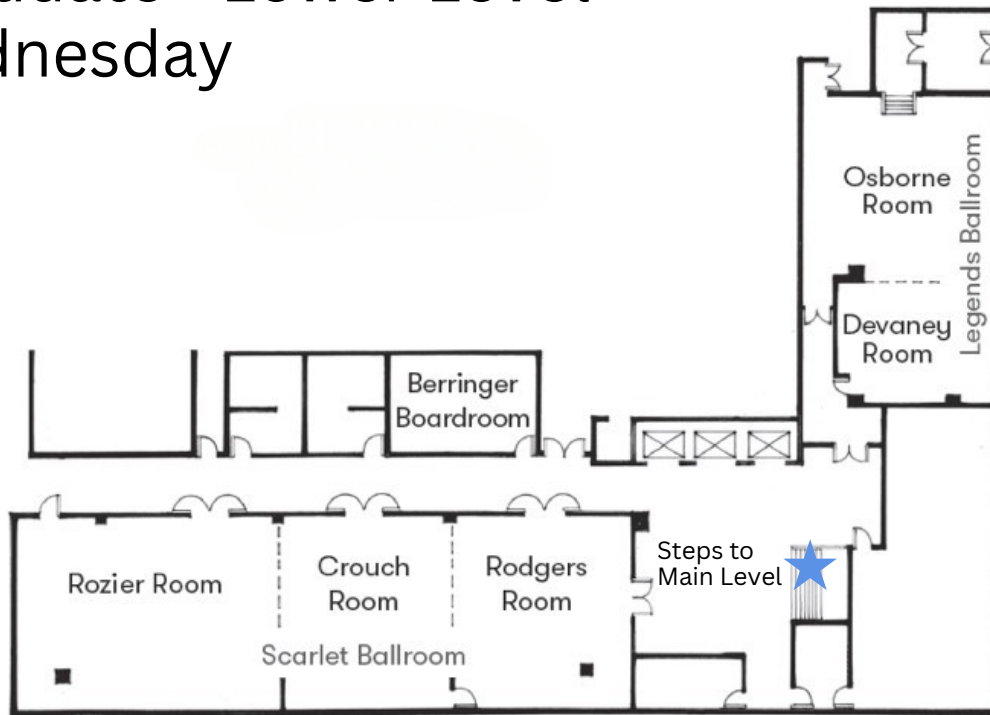 dnesday
Osborne
Room
Legends Ballroom
Devaney
Room
Berringer
Boardroom
Steps to
Main Level
Rozier Room
Crouch
Room
Rodgers
Room
Scarlet Ballroom